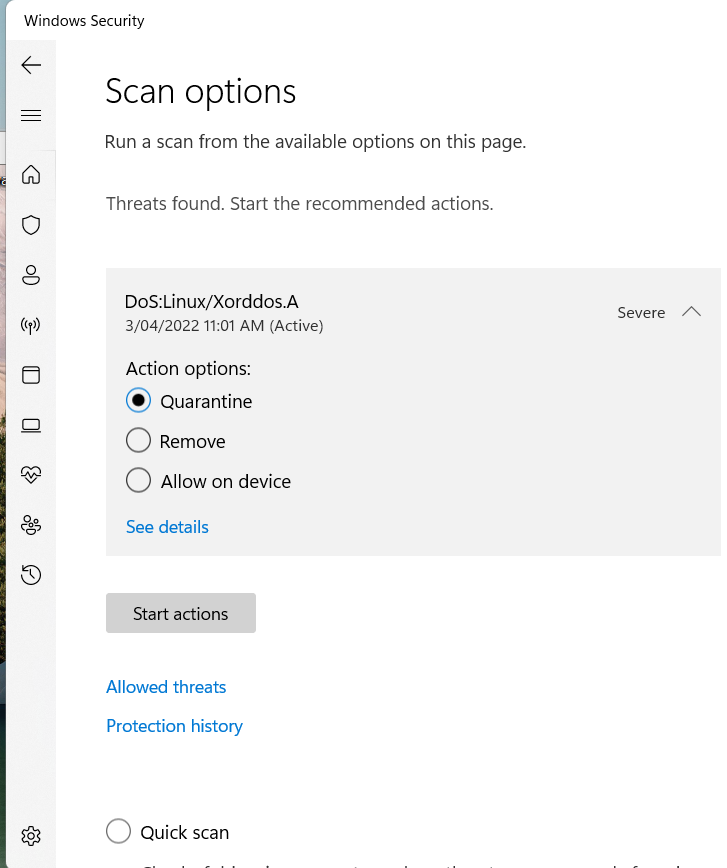 Windows Security
Scan options
Run a scan from the available options on this page.
Threats found. Start the recommended actions.
DoS:Linux/Xorddos.A
3/04/2022 11:01 AM (Active)
Severe
Action options:
Quarantine
Remove
Allow on device
See details
Start actions
Allowed threats
Protection history
Quick scan